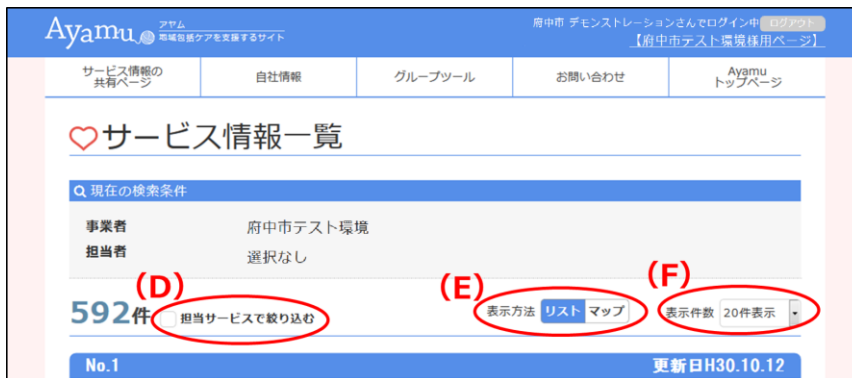 Ayamu アヤム
地域包括ケアを支援するサイト
府中市 デモンストレーションさんでログイン中 ログアウト
【府中市テスト環境様用ページ】
サービス情報の
共有ページ
自社情報
グループツール
お問い合わせ
Ayamu
トップページ
サービス情報一覧
現在の検索条件
事業者 府中市テスト環境
担当者 選択なし
(D)
(E)
(F)
592件 担当サービスで絞り込む 表示方法 リスト マップ 表示件数 20件表示
No.1 更新日H30.10.12